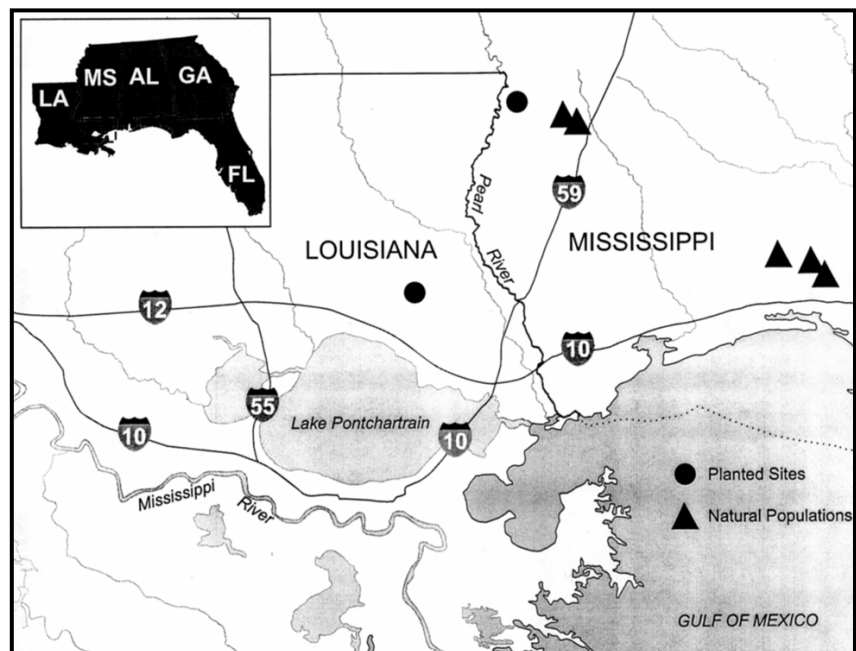 MS AL GA
LA
FL
Pearl
River
59
LOUISIANA
MISSISSIPPI
12
10
55
Lake Pontchartrain
10
10
Mississippi
River
Planted Sites
Natural Populations
GULF OF MEXICO